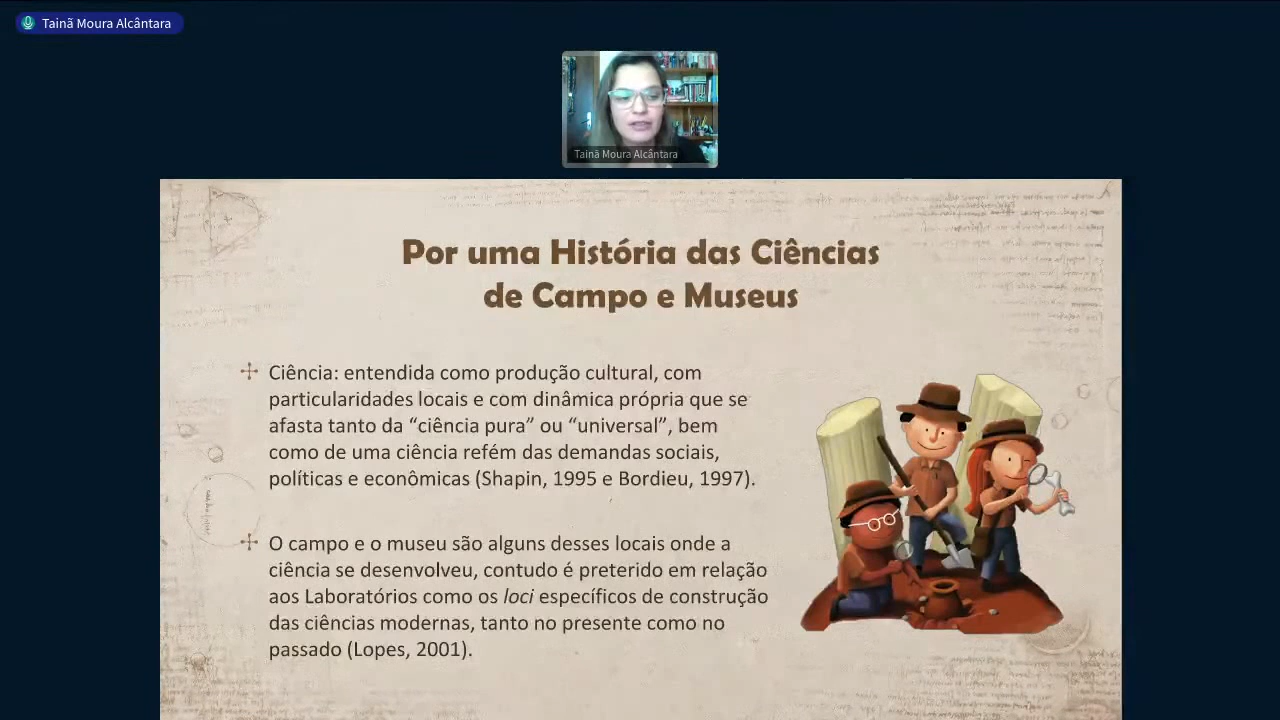 Tainã Moura Alcântara
Tainã Moura Alcântara
Por uma História das Ciências
de Campo e Museus
Ciência: entendida como produção cultural, com
particularidades locais e com dinâmica própria que se
afasta tanto da “ciência pura” ou “universal”, bem
como de uma ciência refém das demandas sociais,
políticas e econômicas (Shapin, 1995 e Bordieu, 1997).
O campo e o museu são alguns desses locais onde a
ciência se desenvolveu, contudo é preterido em relação
aos Laboratórios como os loci específicos de construção
das ciências modernas, tanto no presente como no
passado (Lopes, 2001).